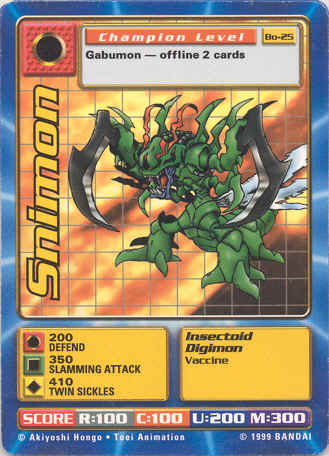 Champion Level
Bo-25
Gabumon — offline 2 cards
Snimon
200
DEFEND
350
SLAMMING ATTACK
410
TWIN SICKLES
Insectoid
Digimon
Vaccine
SCORE R:100 C:100 U:200 M:300
© Akiyoshi Hongo • Toei Animation © 1999 BANDAI